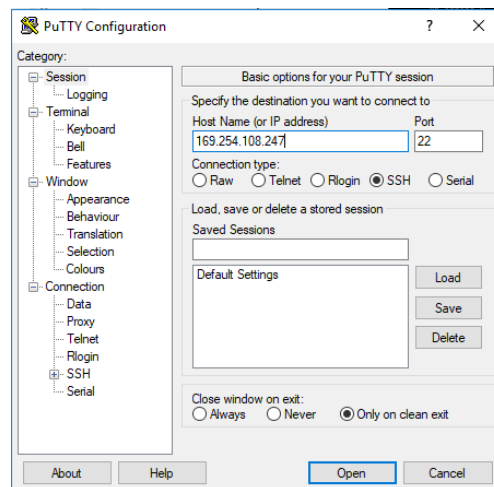 PuTTY Configuration
? X
Category:
Session
Logging
Terminal
Keyboard
Bell
Features
Window
Appearance
Behaviour
Translation
Selection
Colours
Connection
Data
Proxy
Telnet
Rlogin
SSH
Serial
Basic options for your PuTTY session
Specify the destination you want to connect to
Host Name (or IP address) Port
169.254.108.247 22
Connection type:
Raw Telnet Rlogin SSH Serial
Load, save or delete a stored session
Saved Sessions
Default Settings
Load
Save
Delete
Close window on exit:
Always Never Only on clean exit
About Help Open Cancel